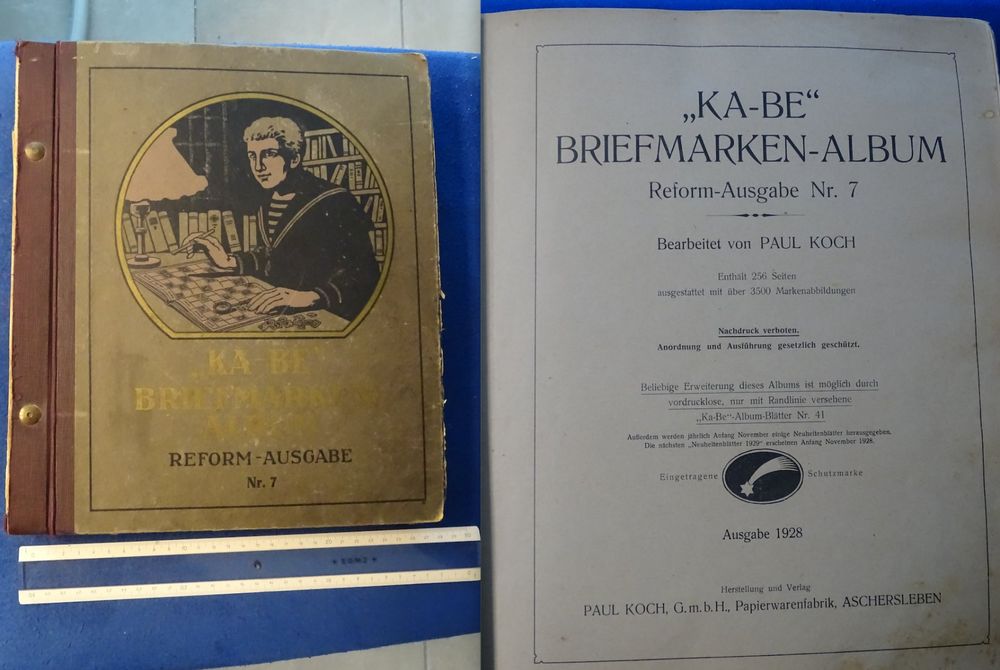 „KA-BE“
BRIEFMARKEN
ALBUM
REFORM-AUSGABE
Nr. 7
„KA-BE“
BRIEFMARKEN-ALBUM
Reform-Ausgabe Nr. 7
Bearbeitet von PAUL KOCH
Enthält 256 Seiten
ausgestattet mit über 3500 Markenabbildungen
Nachdruck verboten.
Anordnung und Ausführung gesetzlich geschützt.
Beliebige Erweiterung dieses Albums ist möglich durch
vordrucklose, nur mit Randlinie versehene
„Ka-Be“-Album-Blätter Nr. 41
Außerdem werden jährlich Anfang November einige Neuheitenblätter herausgegeben.
Die nächsten „Neuheitenblätter 1929“ erscheinen Anfang November 1928.
Eingetragene Schutzmarke
Ausgabe 1928
Herstellung und Verlag
PAUL KOCH, G.m.b.H., Papierwarenfabrik, ASCHERSLEBEN